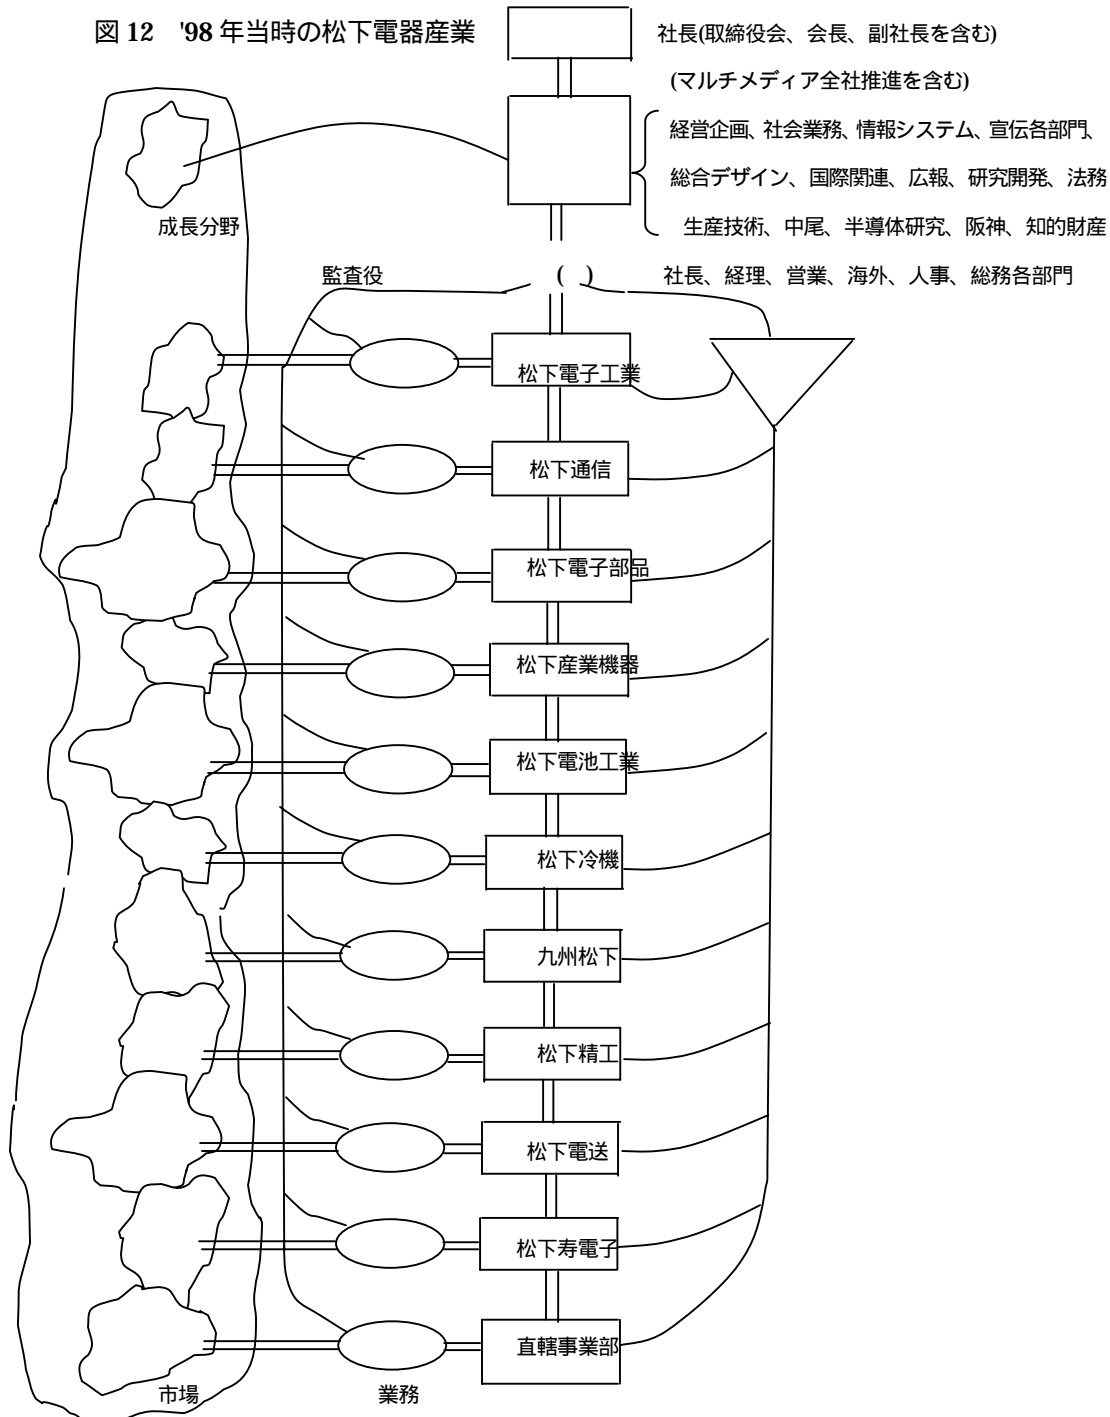 図 12 '98 年当時の松下電器産業
社長(取締役会、会長、副社長を含む)
(マルチメディア全社推進を含む)
経営企画、社会業務、情報システム、宣伝各部門、
総合デザイン、国際関連、広報、研究開発、法務
生産技術、中尾、半導体研究、阪神、知的財産
成長分野
監査役
( )
社長、経理、営業、海外、人事、総務各部門
松下電子工業
松下通信
松下電子部品
松下産業機器
松下電池工業
松下冷機
九州松下
松下精工
松下電送
松下寿電子
直轄事業部
市場
業務